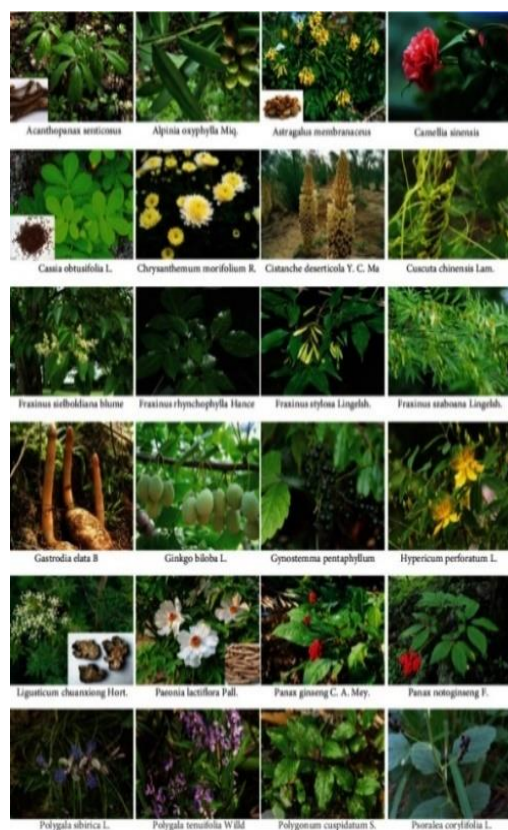 Acanthopanax senticosus
Alpinia oxyphylla Miq.
Astragalus membranaceus
Camellia sinensis
Cassia obtusifolia L.
Chrysanthemum morifolium R.
Cistanche deserticola Y. C. Ma
Cuscuta chinensis Lam.
Fraxinus sielboldiana blume
Fraxinus rhynchophylla Hance
Fraxinus stylosa Lingelsh.
Fraxinus szaboana Lingelsh.
Gastrodia elata B
Ginkgo biloba L.
Gynostemma pentaphyllum
Hypericum perforatum L.
Ligusticum chuanxiong Hort.
Paeonia lactiflora Pall.
Panax ginseng C. A. Mey.
Panax notoginseng F.
Polygala sibirica L.
Polygala tenuifolia Willd
Polygonum cuspidatum S.
Psoralea corylifolia L.